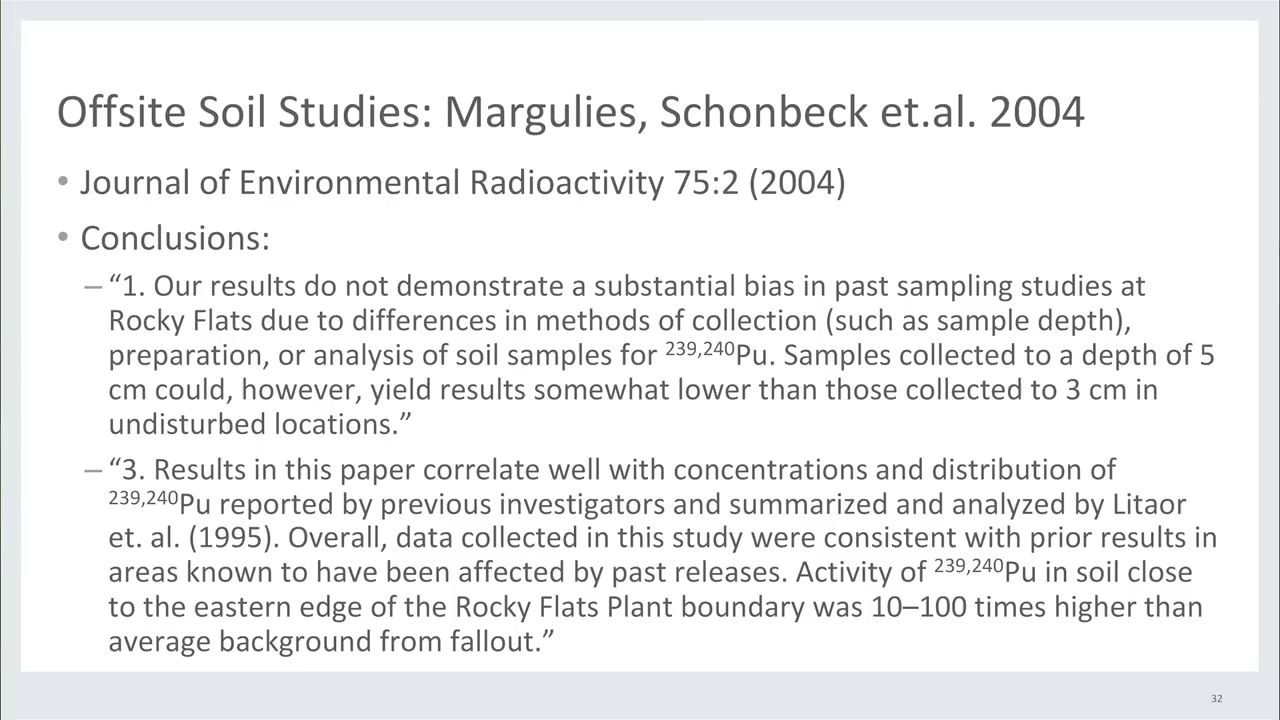 Offsite Soil Studies: Margulies, Schonbeck et.al. 2004
• Journal of Environmental Radioactivity 75:2 (2004)
• Conclusions:
– “1. Our results do not demonstrate a substantial bias in past sampling studies at
Rocky Flats due to differences in methods of collection (such as sample depth),
preparation, or analysis of soil samples for ²³⁹,²⁴⁰Pu. Samples collected to a depth of 5
cm could, however, yield results somewhat lower than those collected to 3 cm in
undisturbed locations.”
– “3. Results in this paper correlate well with concentrations and distribution of
²³⁹,²⁴⁰Pu reported by previous investigators and summarized and analyzed by Litaor
et. al. (1995). Overall, data collected in this study were consistent with prior results in
areas known to have been affected by past releases. Activity of ²³⁹,²⁴⁰Pu in soil close
to the eastern edge of the Rocky Flats Plant boundary was 10–100 times higher than
average background from fallout.”
32